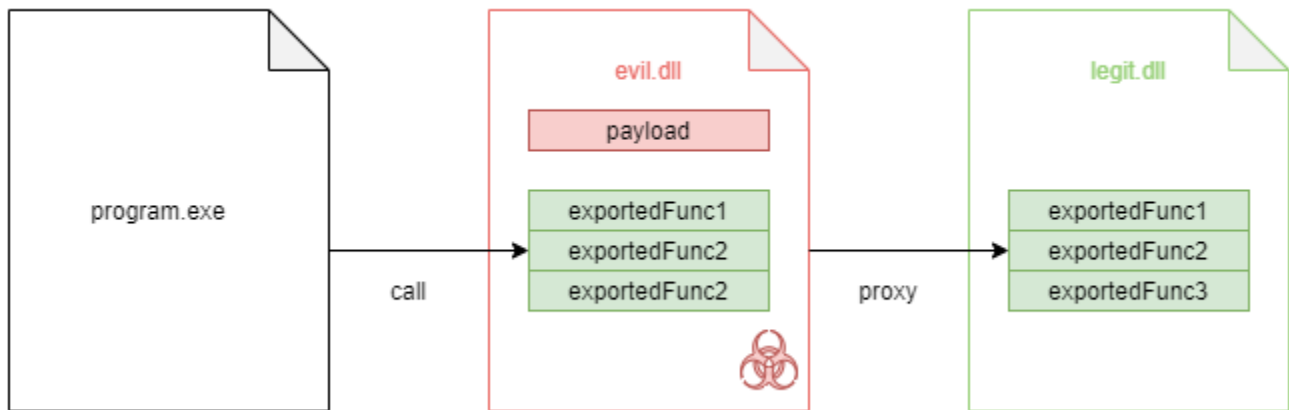 program.exe
call
evil.dll
payload
exportedFunc1
exportedFunc2
exportedFunc2
proxy
legit.dll
exportedFunc1
exportedFunc2
exportedFunc3